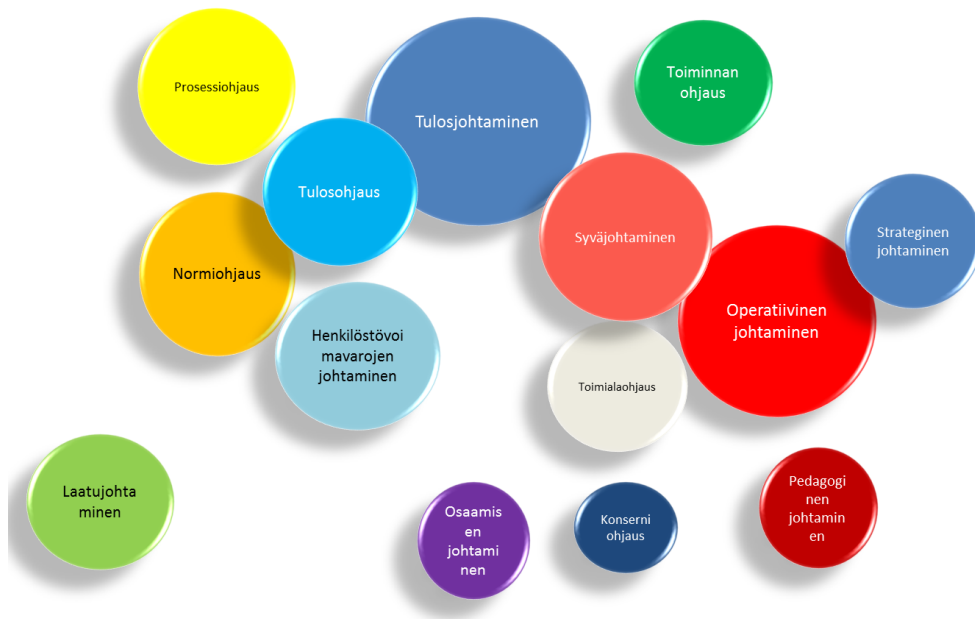 Prosessiohjaus
Tulosjohtaminen
Toiminnan
ohjaus
Tulosohjaus
Syväjohtaminen
Strateginen
johtaminen
Normiohjaus
Operatiivinen
johtaminen
Henkilöstövoi
mavarojen
johtaminen
Toimialaohjaus
Laatujohta
minen
Osaamis
en
johtami
nen
Konserni
ohjaus
Pedagogi
nen
johtamin
en